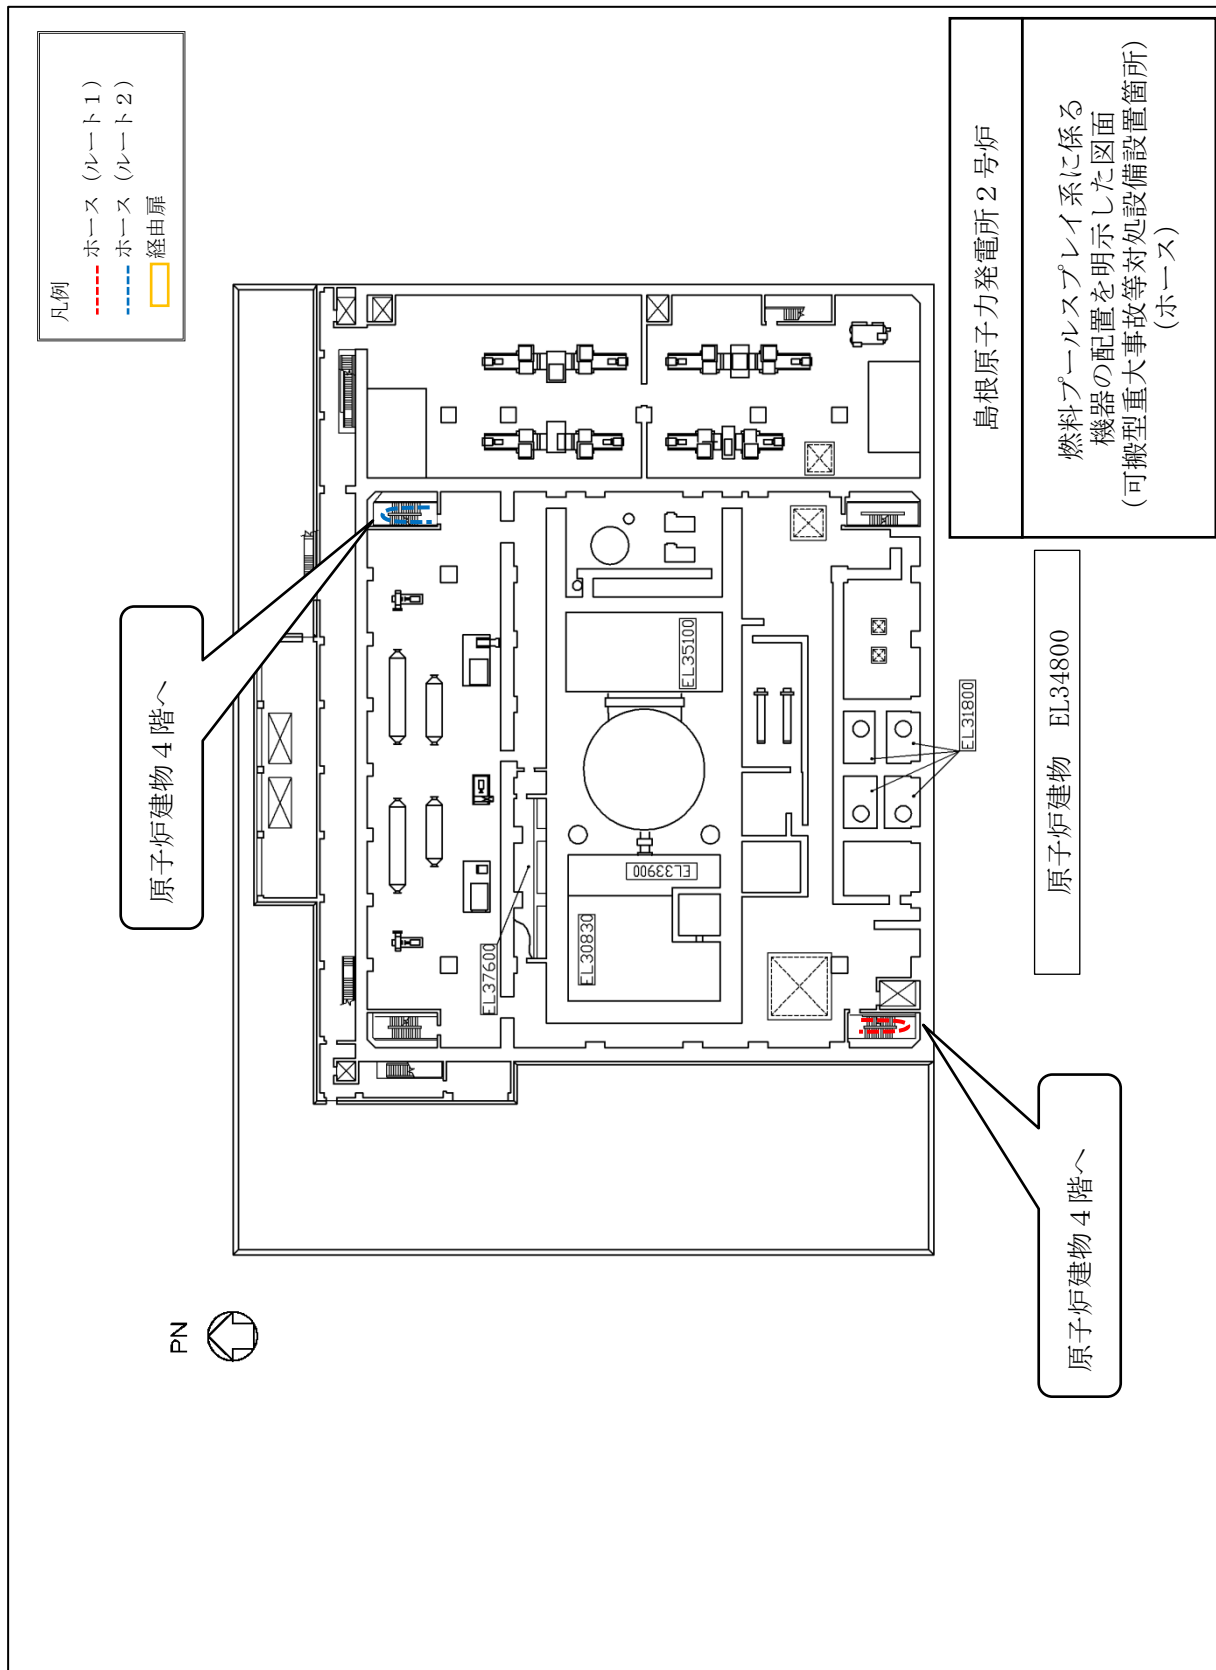 凡例
ホース（ルート１）
ホース（ルート２）
経由扉
原子炉建物４階へ
EL35100
EL31800
EL33900
EL30830
EL37600
原子炉建物４階へ
PN
原子炉建物　EL34800
島根原子力発電所２号炉
燃料プールスプレイ系に係る
機器の配置を明示した図面
（可搬型重大事故等対処設備設置箇所）
（ホース）